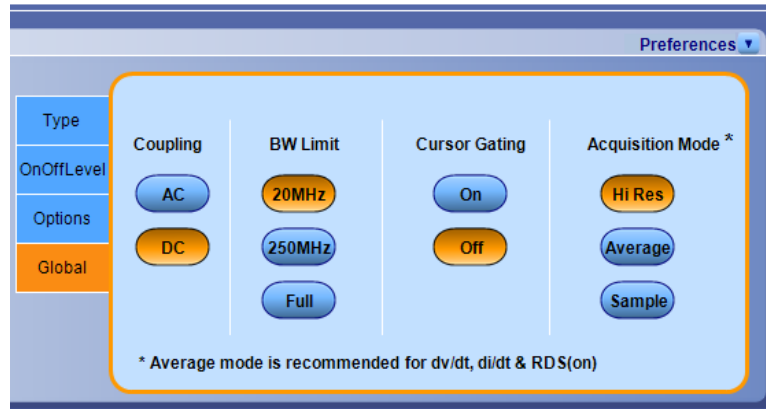 Preferences
Type
OnOffLevel
Options
Global
Coupling
AC
DC
BW Limit
20MHz
250MHz
Full
Cursor Gating
On
Off
Acquisition Mode *
Hi Res
Average
Sample
* Average mode is recommended for dv/dt, di/dt & RDS(on)